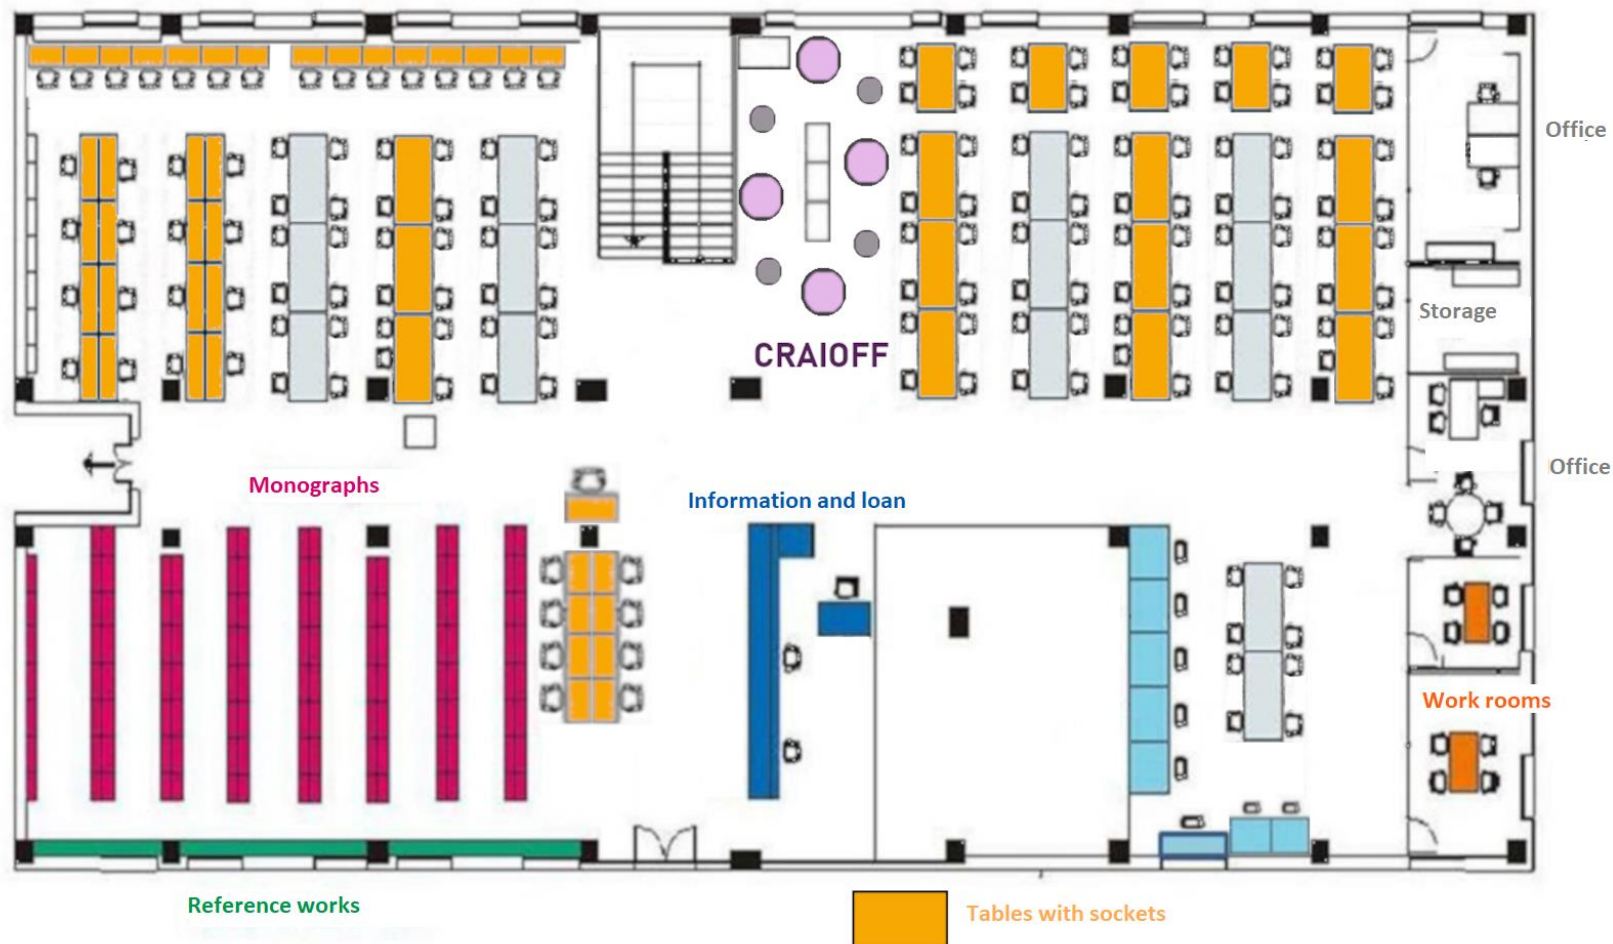 Office
Storage
CRAIOFF
Office
Monographs
Information and loan
Work rooms
Reference works
Tables with sockets